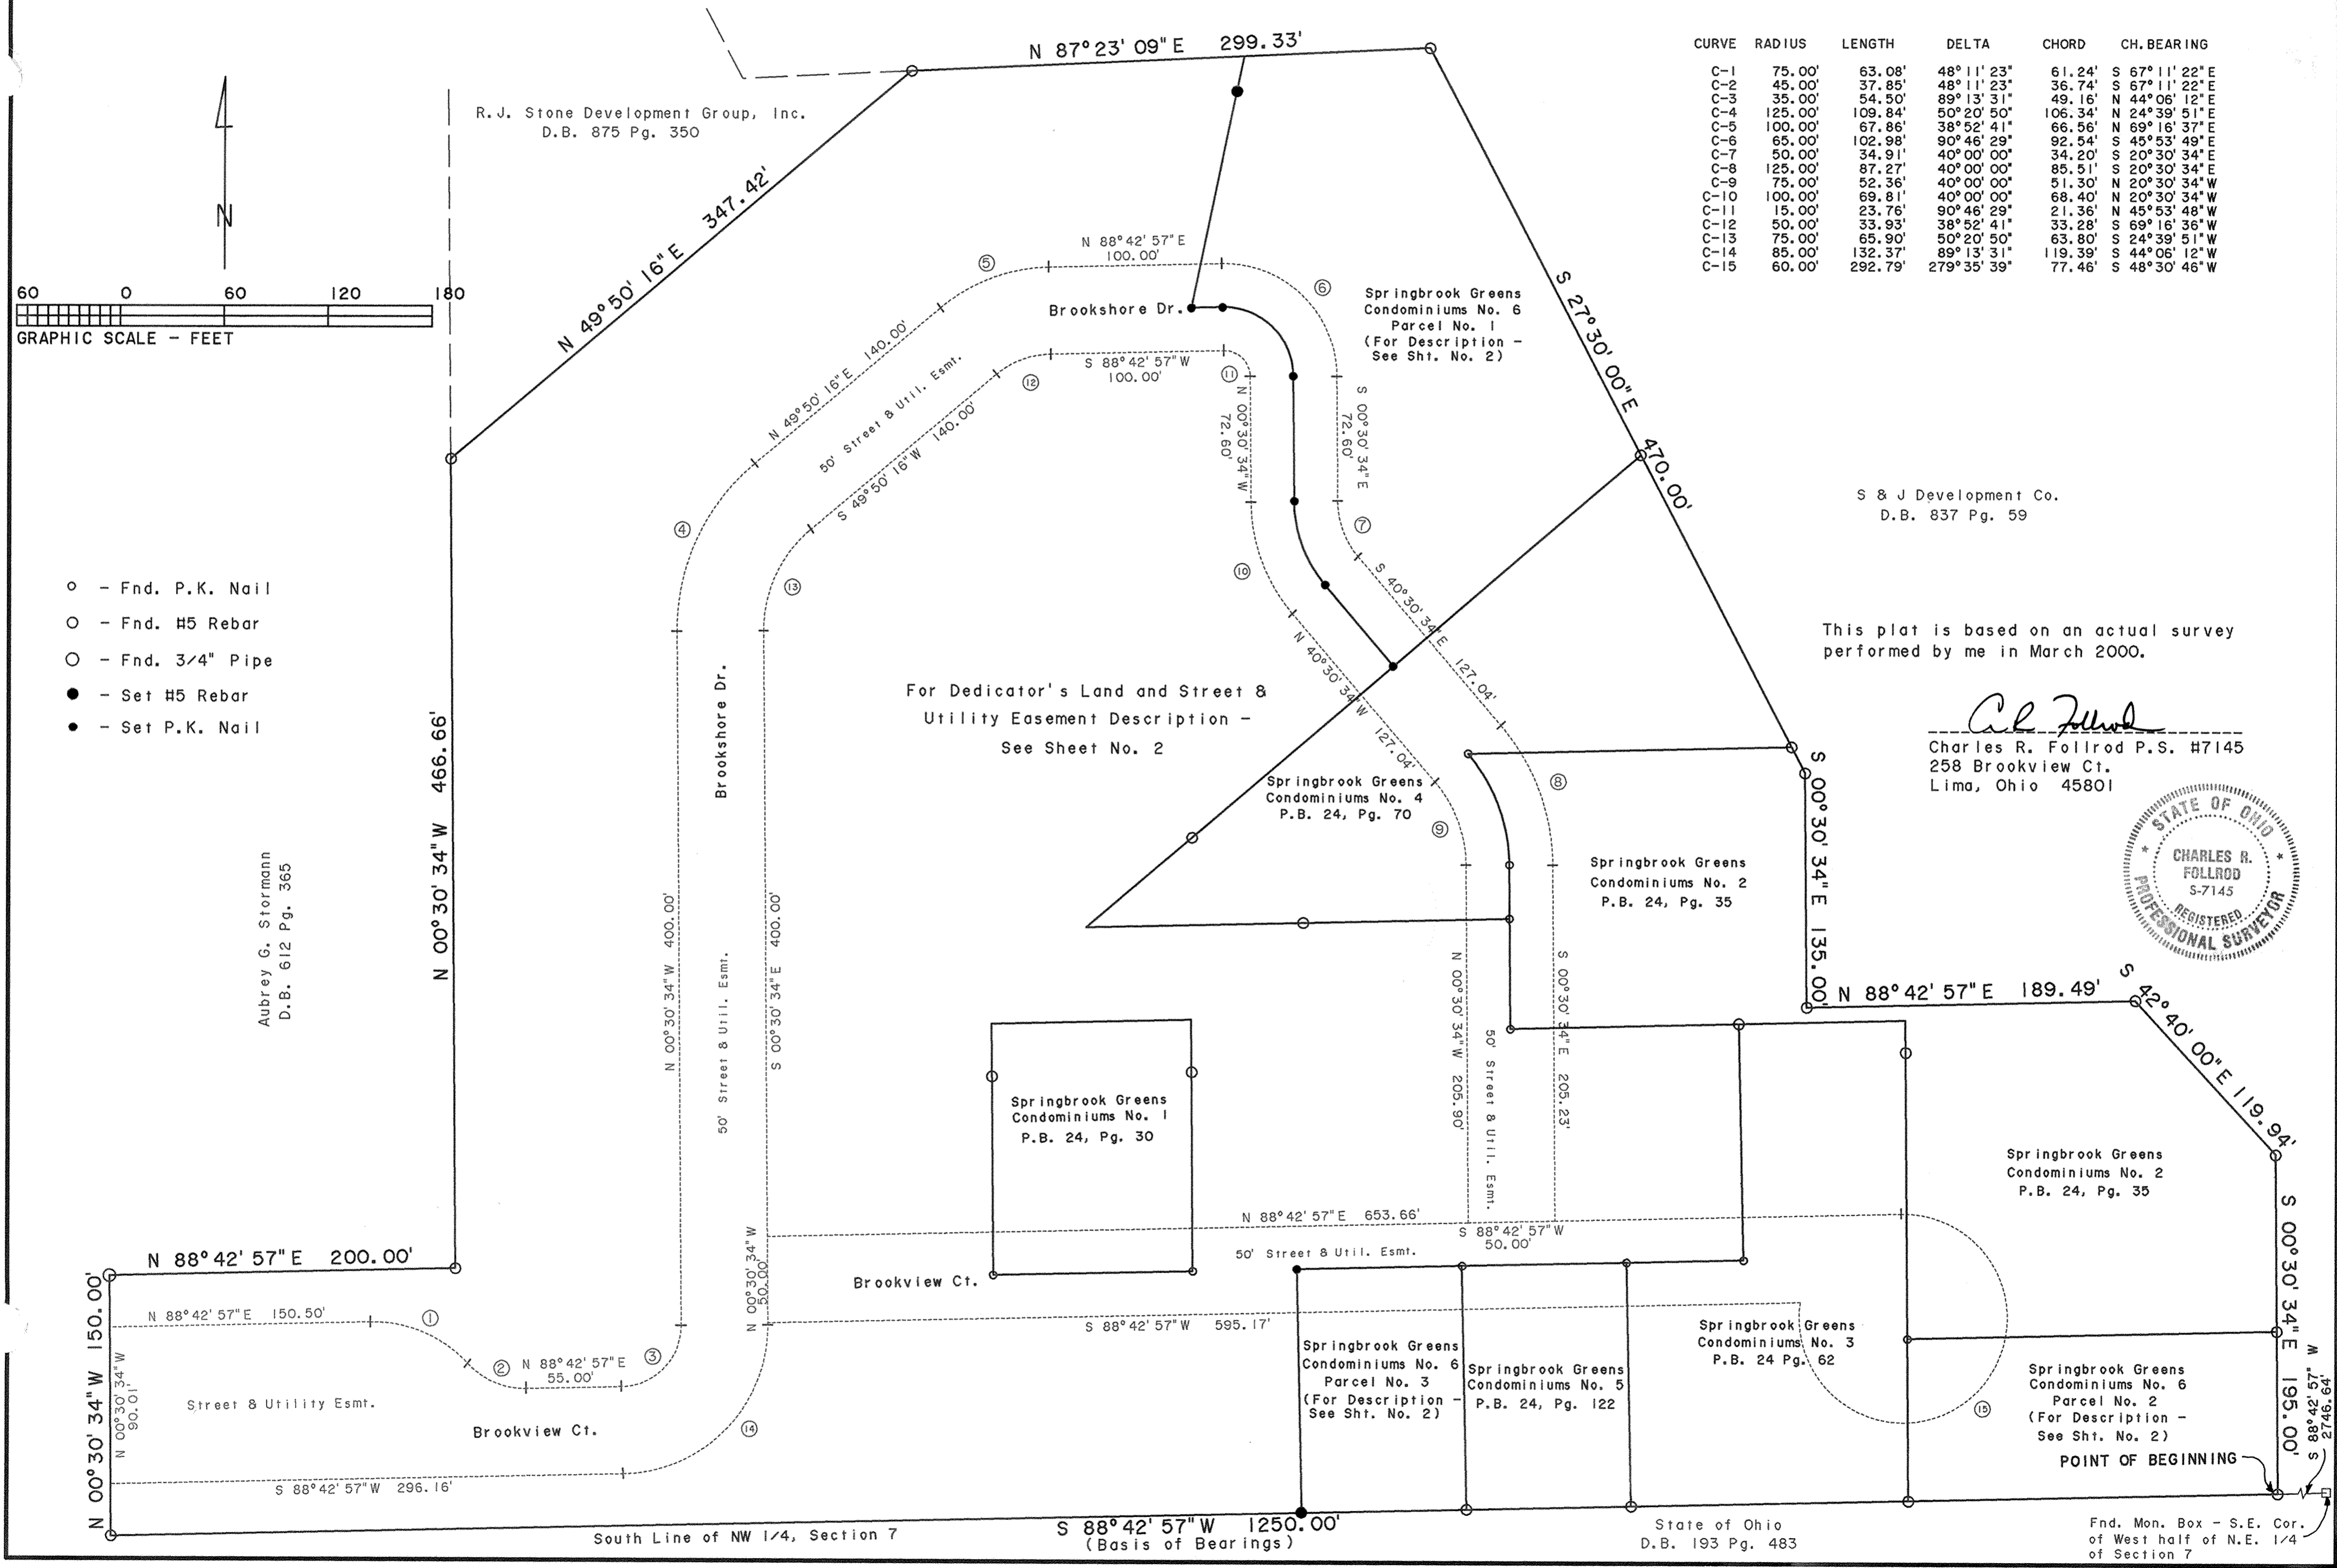 N 87° 23' 09" E 299.33'
CURVE RADIUS LENGTH DELTA CHORD CH. BEARING
C-1 75.00' 63.08' 48° 11' 23" 61.24' S 67° 11' 22" E
C-2 45.00' 37.85' 48° 11' 23" 36.74' S 67° 11' 22" E
C-3 35.00' 54.50' 89° 13' 31" 49.16' N 44° 06' 12" E
C-4 125.00' 109.84' 50° 20' 50" 106.34' N 24° 39' 51" E
C-5 100.00' 67.86' 38° 52' 41" 66.56' N 69° 16' 37" E
C-6 65.00' 102.98' 90° 46' 29" 92.54' S 45° 53' 49" E
C-7 50.00' 34.91' 40° 00' 00" 34.20' S 20° 30' 34" E
C-8 125.00' 87.27' 40° 00' 00" 85.51' S 20° 30' 34" E
C-9 75.00' 52.36' 40° 00' 00" 51.30' N 20° 30' 34" W
C-10 100.00' 69.81' 40° 00' 00" 68.40' N 20° 30' 34" W
C-11 15.00' 23.76' 90° 46' 29" 21.36' N 45° 53' 48" W
C-12 50.00' 33.93' 38° 52' 41" 33.28' S 69° 16' 36" W
C-13 75.00' 65.90' 50° 20' 50" 63.80' S 24° 39' 51" W
C-14 85.00' 132.37' 89° 13' 31" 119.39' S 44° 06' 12" W
C-15 60.00' 292.79' 279° 35' 39" 77.46' S 48° 30' 46" W
R.J. Stone Development Group, Inc.
D.B. 875 Pg. 350
N
60 0 60 120 180
GRAPHIC SCALE - FEET
N 49° 50' 16" E 347.42'
N 88° 42' 57" E
100.00'
5
6
Brookshore Dr.
S 88° 42' 57" W
100.00'
11
12
N 49° 50' 16" E 140.00'
50' Street & Util. Esmt.
S 49° 50' 16" W 140.00'
Springbrook Greens
Condominiums No. 6
Parcel No. 1
(For Description -
See Sht. No. 2)
S 27° 30' 00" E 470.00'
N 00° 30' 34" W
72.60'
S 00° 30' 34" E
72.60'
4
13
7
10
S & J Development Co.
D.B. 837 Pg. 59
- Fnd. P.K. Nail
- Fnd. #5 Rebar
- Fnd. 3/4" Pipe
- Set #5 Rebar
- Set P.K. Nail
S 40° 30' 34" E 127.04'
N 40° 30' 34" W 127.04'
This plat is based on an actual survey
performed by me in March 2000.
Charles R. Follrod P.S. #7145
258 Brookview Ct.
Lima, Ohio 45801
STATE OF OHIO
CHARLES R.
FOLLROD
S-7145
REGISTERED
PROFESSIONAL SURVEYOR
For Dedicator's Land and Street &
Utility Easement Description -
See Sheet No. 2
Brookshore Dr.
N 00° 30' 34" W 466.66'
Aubrey G. Stormann
D.B. 612 Pg. 365
Springbrook Greens
Condominiums No. 4
P.B. 24, Pg. 70
8
9
Springbrook Greens
Condominiums No. 2
P.B. 24, Pg. 35
S 00° 30' 34" E 135.00'
N 88° 42' 57" E 189.49'
S 42° 40' 00" E 119.94'
N 00° 30' 34" W 400.00'
50' Street & Util. Esmt.
S 00° 30' 34" E 400.00'
N 00° 30' 34" W 205.90'
50' Street & Util. Esmt.
S 00° 30' 34" E 205.23'
Springbrook Greens
Condominiums No. 1
P.B. 24, Pg. 30
Springbrook Greens
Condominiums No. 2
P.B. 24, Pg. 35
N 88° 42' 57" E 653.66'
S 88° 42' 57" W
50.00'
50' Street & Util. Esmt.
Brookview Ct.
N 00° 30' 34" W
50.00'
S 88° 42' 57" W 595.17'
N 88° 42' 57" E 200.00'
N 88° 42' 57" E 150.50'
1
2
N 88° 42' 57" E
55.00'
3
N 00° 30' 34" W 150.00'
N 00° 30' 34" W
90.01'
Street & Utility Esmt.
Brookview Ct.
14
S 88° 42' 57" W 296.16'
Springbrook Greens
Condominiums No. 6
Parcel No. 3
(For Description -
See Sht. No. 2)
Springbrook Greens
Condominiums No. 5
P.B. 24, Pg. 122
Springbrook Greens
Condominiums No. 3
P.B. 24 Pg. 62
15
Springbrook Greens
Condominiums No. 6
Parcel No. 2
(For Description -
See Sht. No. 2)
S 00° 30' 34" E 195.00'
S 88° 42' 57" W
2746.64'
POINT OF BEGINNING
South Line of NW 1/4, Section 7
S 88° 42' 57" W 1250.00'
(Basis of Bearings)
State of Ohio
D.B. 193 Pg. 483
Fnd. Mon. Box - S.E. Cor.
of West half of N.E. 1/4
of Section 7